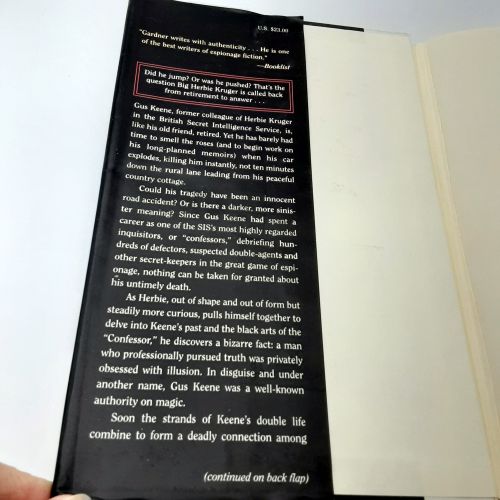 U.S. $23.00
"Gardner writes with authenticity . . . He is one
of the best writers of espionage fiction."
—Booklist
Did he jump? Or was he pushed? That's the
question Big Herbie Kruger is called back
from retirement to answer . . .
Gus Keene, former colleague of Herbie Kruger
in the British Secret Intelligence Service, is,
like his old friend, retired. Yet he has barely had
time to smell the roses (and to begin work on
his long-planned memoirs) when his car
explodes, killing him instantly, not ten minutes
down the rural lane leading from his peaceful
country cottage.
Could his tragedy have been an innocent
road accident? Or is there a darker, more sinis-
ter meaning? Since Gus Keene had spent a
career as one of the SIS's most highly regarded
inquisitors, or "confessors," debriefing hun-
dreds of defectors, suspected double-agents and
other secret-keepers in the great game of espi-
onage, nothing can be taken for granted about
his untimely death.
As Herbie, out of shape and out of form but
steadily more curious, pulls himself together to
delve into Keene's past and the black arts of the
"Confessor," he discovers a bizarre fact: a man
who professionally pursued truth was privately
obsessed with illusion. In disguise and under
another name, Gus Keene was a well-known
authority on magic.
Soon the strands of Keene's double life
combine to form a deadly connection among
(continued on back flap)